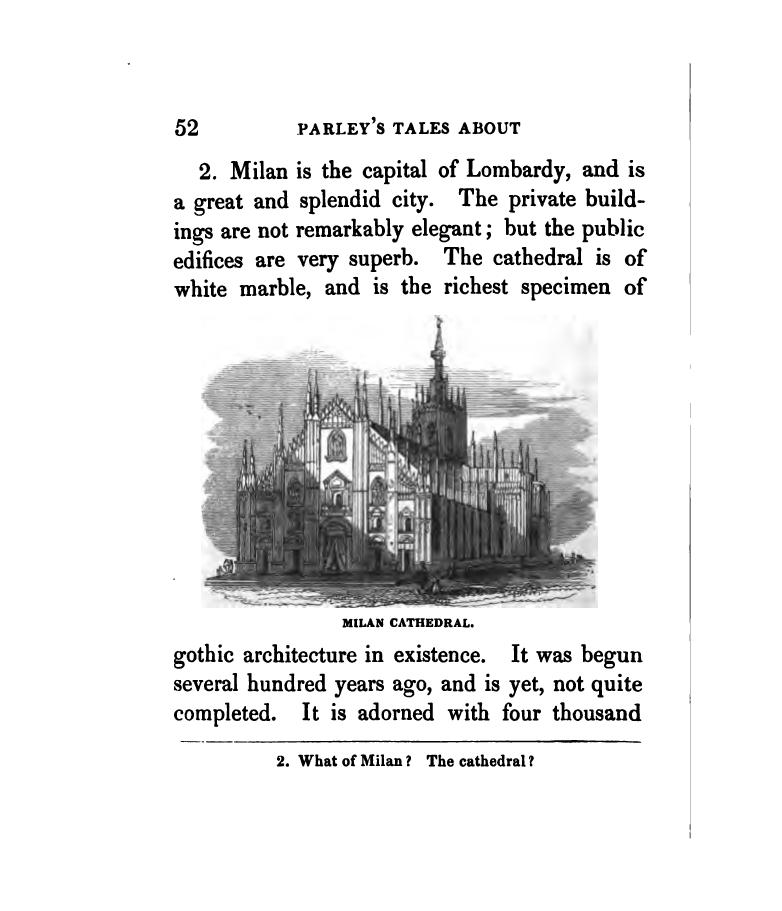 52 PARLEY'S TALES ABOUT
2. Milan is the capital of Lombardy, and is
a great and splendid city. The private build-
ings are not remarkably elegant; but the public
edifices are very superb. The cathedral is of
white marble, and is the richest specimen of
MILAN CATHEDRAL.
gothic architecture in existence. It was begun
several hundred years ago, and is yet, not quite
completed. It is adorned with four thousand
2. What of Milan? The cathedral?